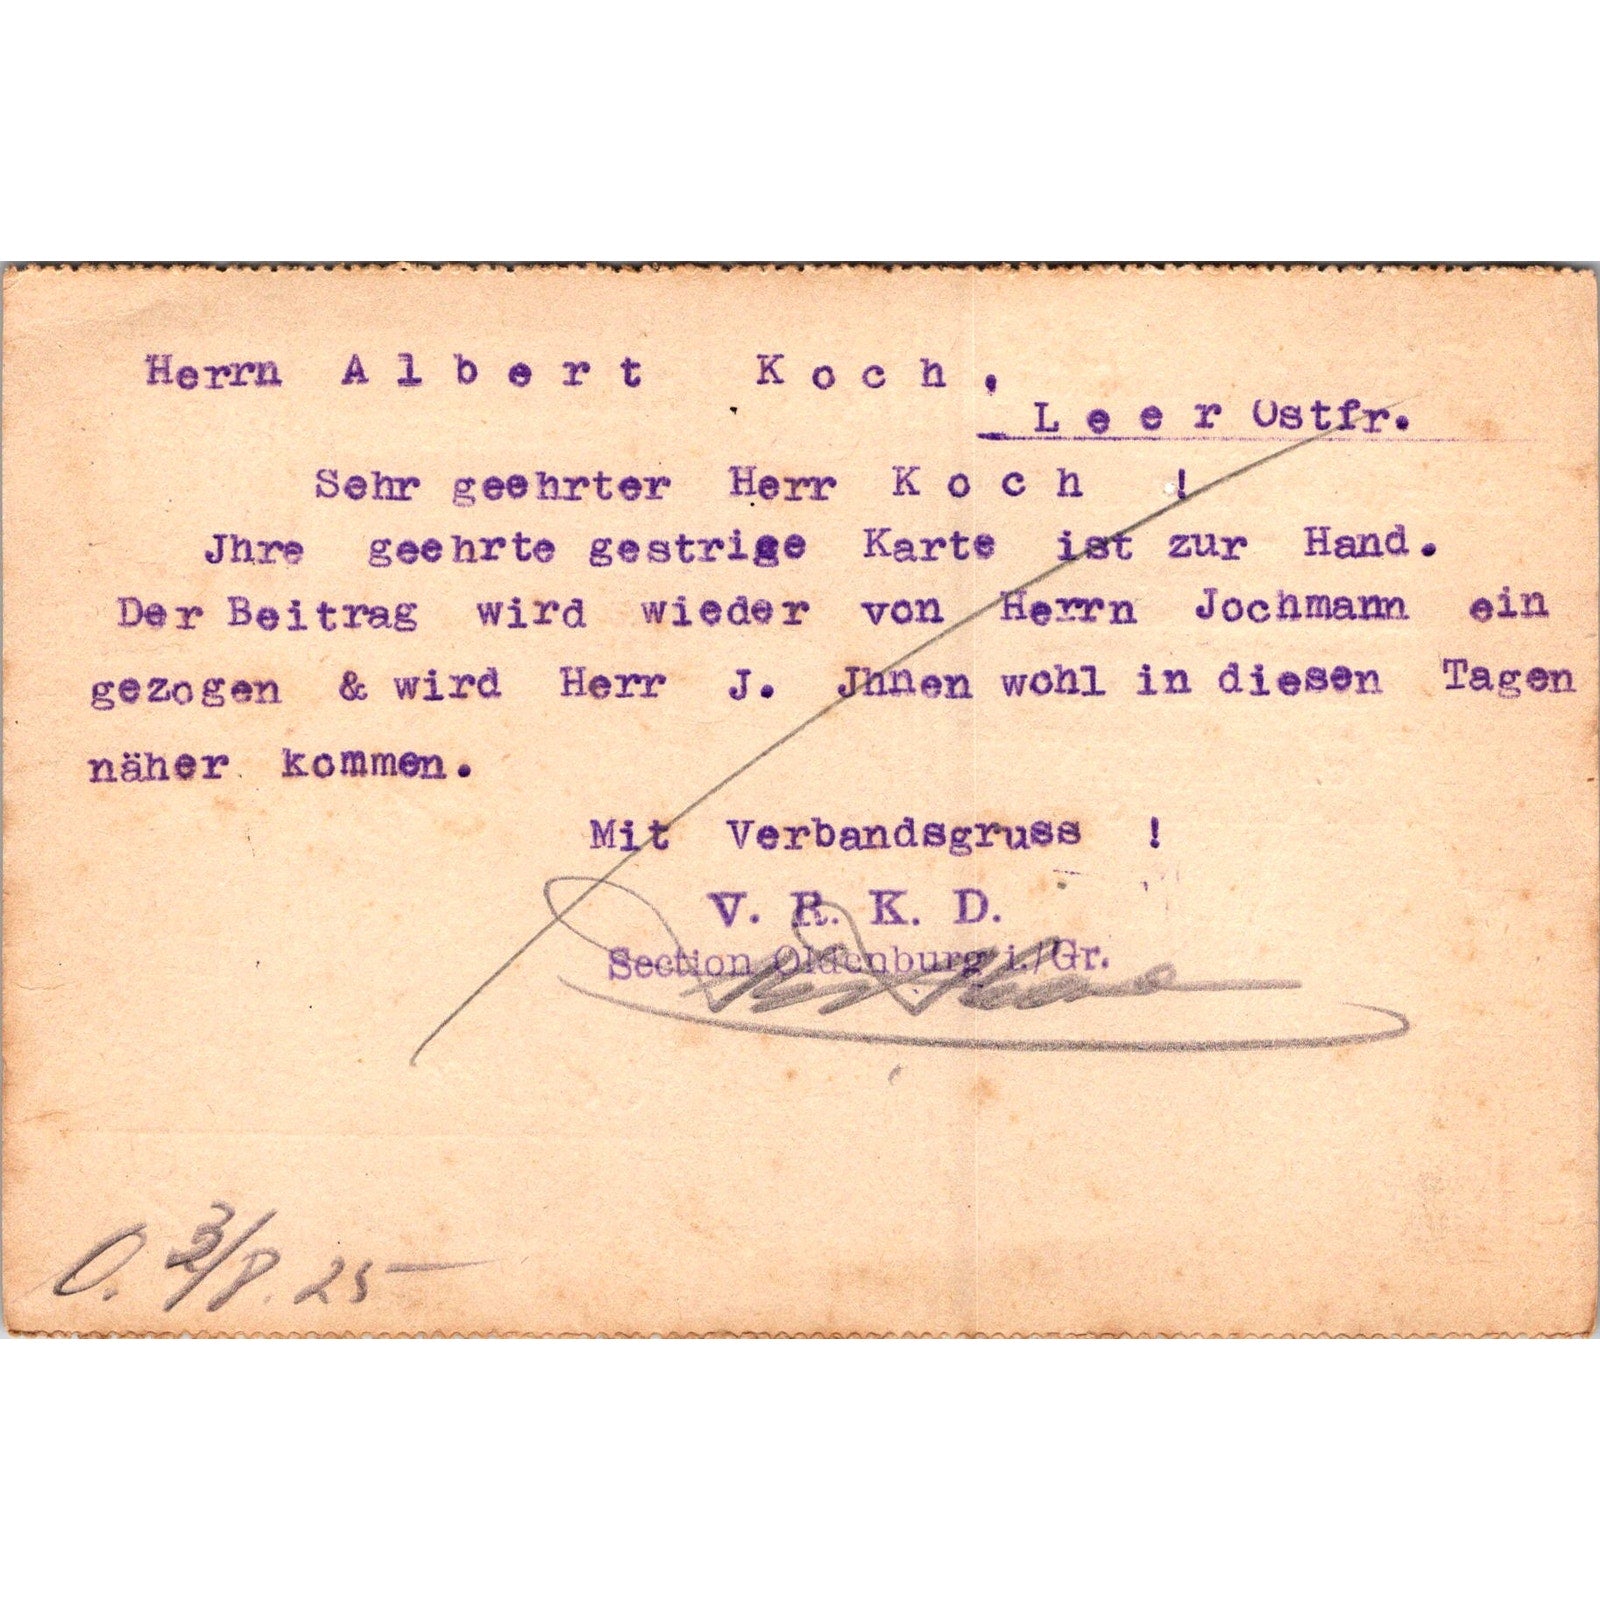 Herrn Albert Koch,
Leer Ostfr.
Sehr geehrter Herr Koch !
Jhre geehrte gestrige Karte ist zur Hand.
Der Beitrag wird wieder von Herrn Jochmann ein
gezogen & wird Herr J. Jhnen wohl in diesen Tagen
näher kommen.
Mit Verbandsgruss !
V. R. K. D.
Section Oldenburg i./Gr.
O. 3/8. 25